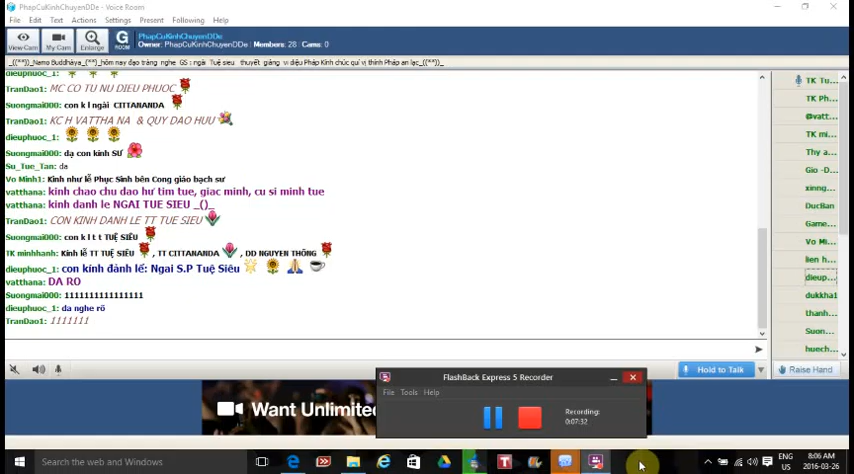 PhapCuKinhChuyenDDe - Voice Room
File Edit Text Actions Settings Present Following Help
View Cam My Cam Enlarge G ROOM
PhapCuKinhChuyenDDe
Owner: PhapCuKinhChuyenDDe Members: 28 Cams: 0
_((**))_Namo Buddhàya_(**)_hôm nay đạo tràng nghe GS : ngài Tuệ sieu thuyết giảng vi diệu Pháp Kính chúc quí vị thính Pháp an lạc_((**))_
dieuphuoc_1:
TranDao1: MC CO TU NU DIEU PHUOC
Suongmai000: con k l ngài CITTANANDA
TranDao1: KC H VATTHA NA & QUY DAO HUU
dieuphuoc_1:
Suongmai000: dạ con kính SƯ
Su_Tue_Tan: da
Vo Minh1: Kinh như lễ Phục Sinh bên Cong giáo bạch sư
vatthana: kinh chao chu dao hư tim tue, giac minh, cu si minh tue
vatthana: kinh danh le NGAI TUE SIEU _()_
TranDao1: CON KINH DANH LE TT TUE SIEU
Suongmai000: con k l t t TUỆ SIÊU
TK minhhanh: Kính lễ TT TUỆ SIÊU , TT CITTANANDA , DD NGUYEN THÔNG
dieuphuoc_1: con kính đảnh lế: Ngai S.P Tuệ Siêu
vatthana: DA RO
Suongmai000: 1111111111111111
dieuphuoc_1: da nghe rõ
TranDao1: 1111111
TK Tu...
TK Ph...
@vatt...
TK mi...
Thy a...
Gio -D...
xinng...
DucBan
Game...
Vo Mi...
lien h...
dieup...
dukkha1
thanh...
Suon...
huech...
Hold to Talk Raise Hand
Want Unlimited
FlashBack Express 5 Recorder
File Tools Help
Recording:
0:07:32
Search the web and Windows
ENG
US
8:06 AM
2016-03-26